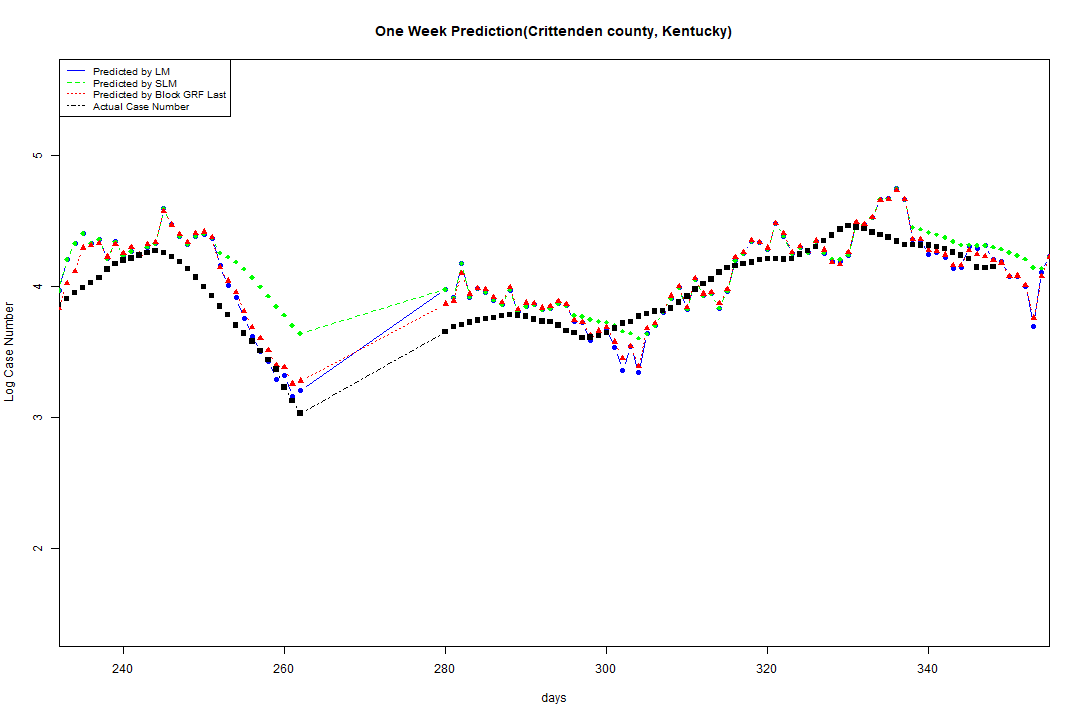 One Week Prediction(Crittenden county, Kentucky)
Predicted by LM
Predicted by SLM
Predicted by Block GRF Last
Actual Case Number
5
4
3
2
Log Case Number
240 260 280 300 320 340
days